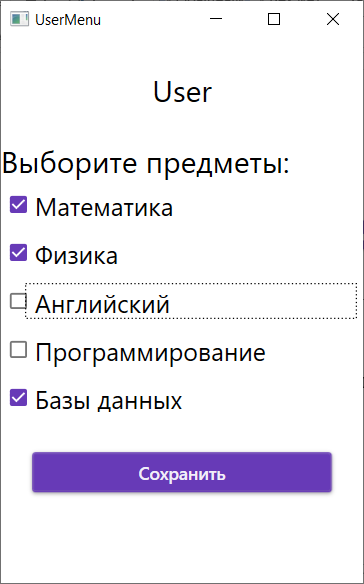 UserMenu
User
Выборите предметы:
Математика
Физика
Английский
Программирование
Базы данных
Сохранить